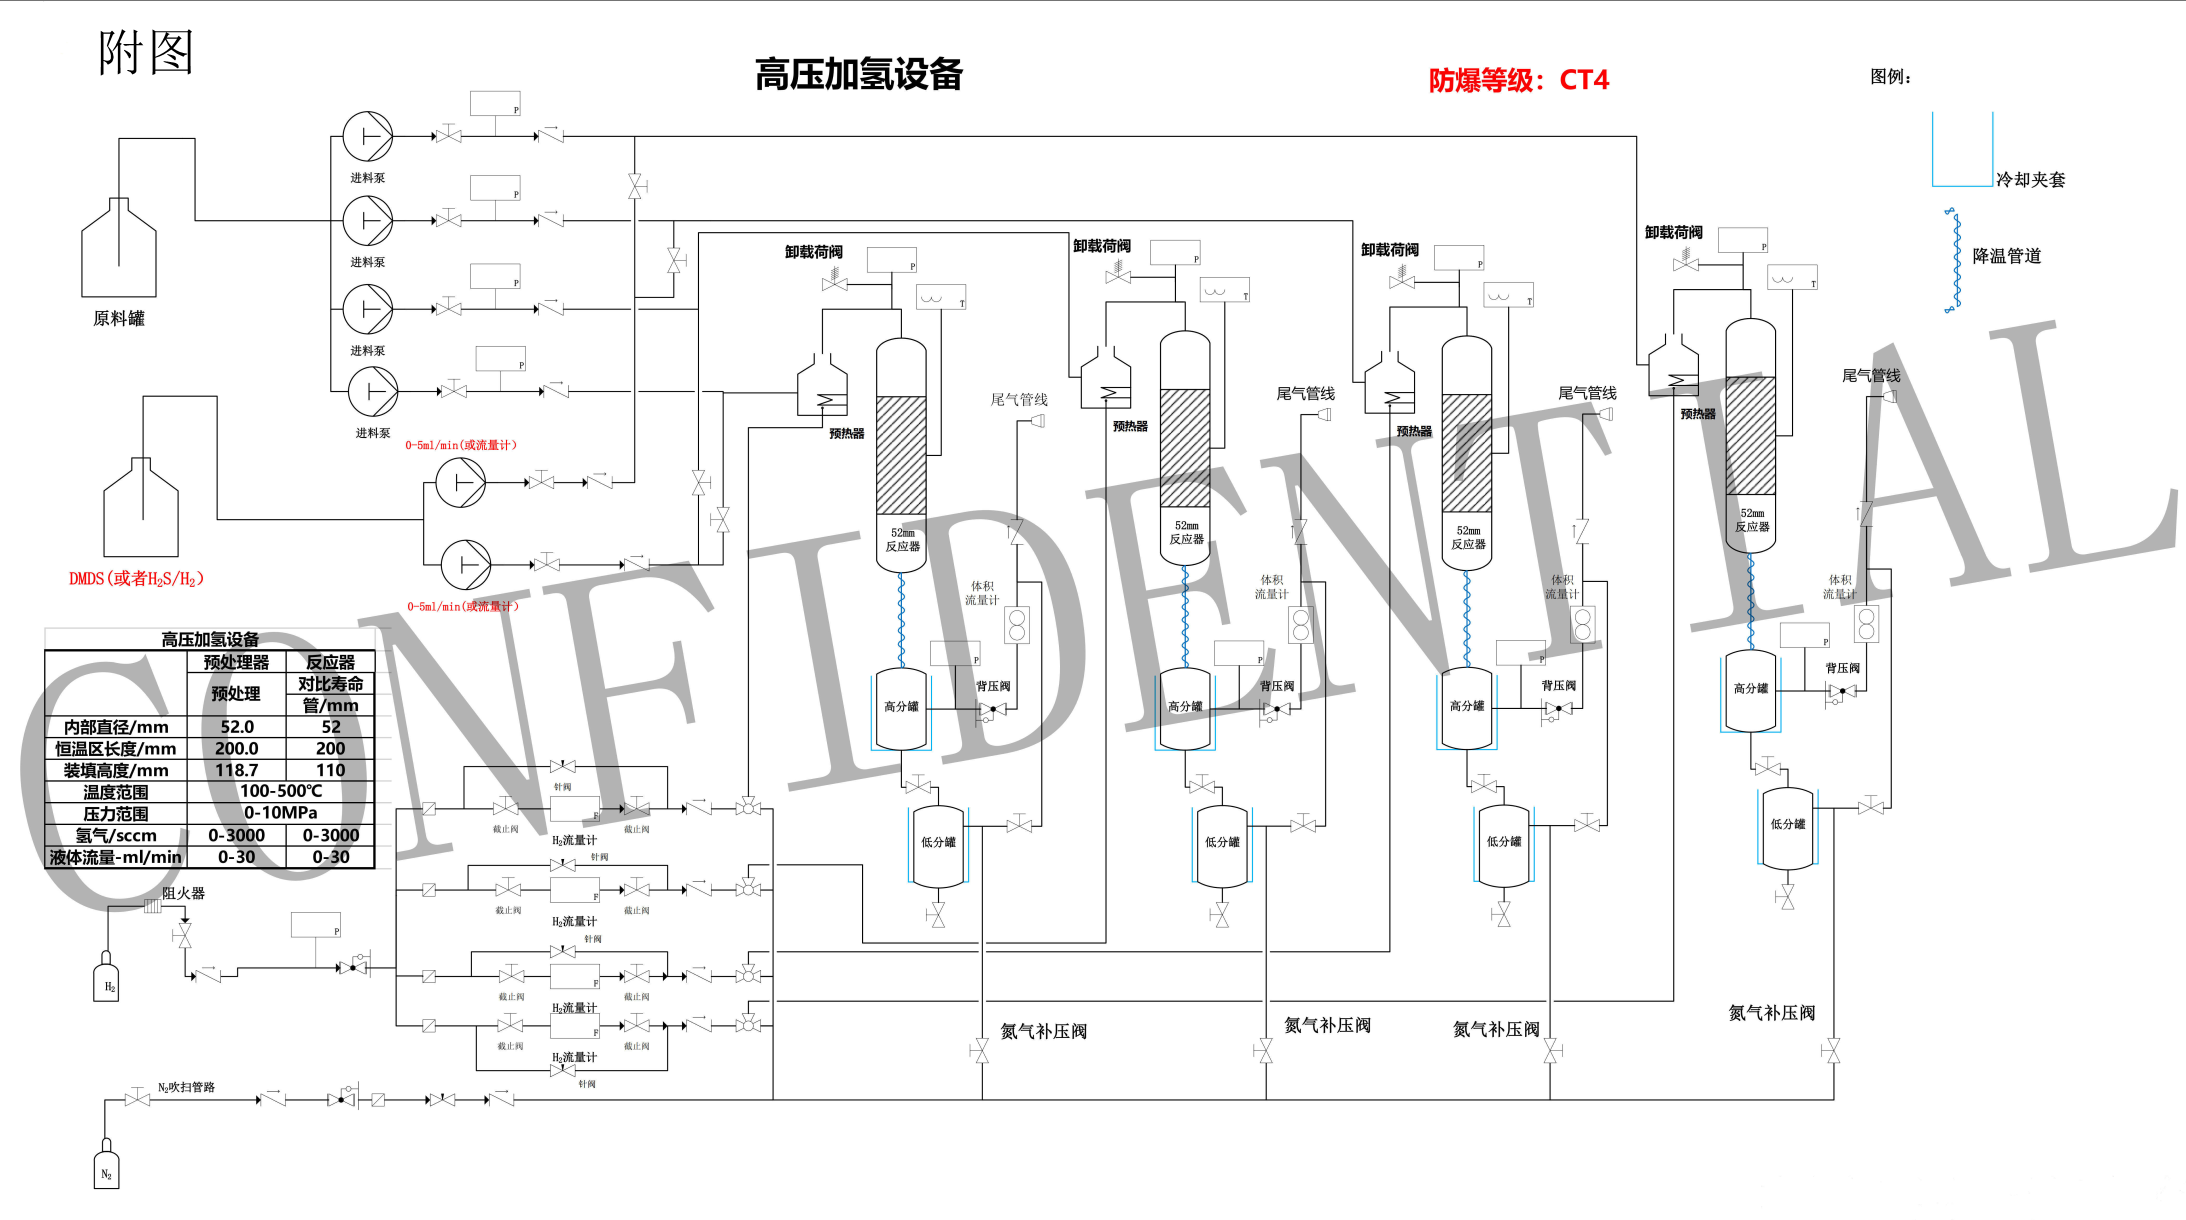 附图
高压加氢设备
防爆等级：CT4
图例：
冷却夹套
降温管道
P
进料泵
P
进料泵
P
进料泵
P
进料泵
原料罐
0-5ml/min(或流量计)
0-5ml/min(或流量计)
DMDS(或者H₂S/H₂)
卸载荷阀
P
T
预热器
52mm
反应器
尾气管线
体积
流量计
P
背压阀
高分罐
低分罐
卸载荷阀
P
T
预热器
52mm
反应器
尾气管线
体积
流量计
P
背压阀
高分罐
低分罐
卸载荷阀
P
T
预热器
52mm
反应器
尾气管线
体积
流量计
P
背压阀
高分罐
低分罐
卸载荷阀
P
T
预热器
52mm
反应器
尾气管线
体积
流量计
P
背压阀
高分罐
低分罐
高压加氢设备
预处理器 反应器
预处理 对比寿命
管/mm
内部直径/mm 52.0 52
恒温区长度/mm 200.0 200
装填高度/mm 118.7 110
温度范围 100-500℃
压力范围 0-10MPa
氢气/sccm 0-3000 0-3000
液体流量-ml/min 0-30 0-30
阻火器
P
H₂
针阀
截止阀 F 截止阀
H₂流量计
针阀
截止阀 F 截止阀
H₂流量计
针阀
截止阀 F 截止阀
H₂流量计
截止阀 F 截止阀
H₂流量计
针阀
氮气补压阀
氮气补压阀
氮气补压阀
氮气补压阀
N₂吹扫管路
N₂
CONFIDENTIAL